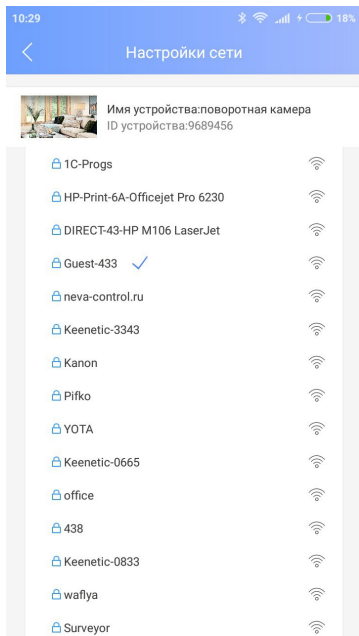 10:29
18%
Настройки сети
Имя устройства:поворотная камера
ID устройства:9689456
1C-Progs
HP-Print-6A-Officejet Pro 6230
DIRECT-43-HP M106 LaserJet
Guest-433
neva-control.ru
Keenetic-3343
Kanon
Pifko
YOTA
Keenetic-0665
office
438
Keenetic-0833
waflya
Surveyor